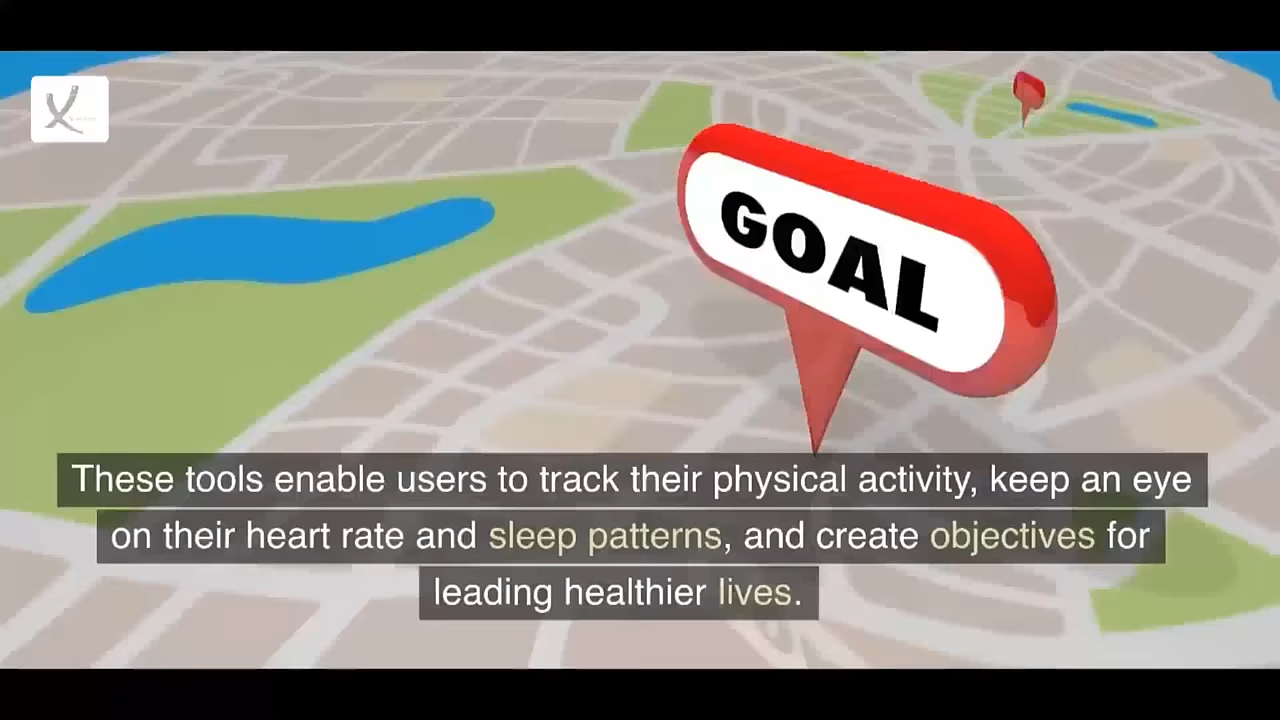 X
GOAL
These tools enable users to track their physical activity, keep an eye
on their heart rate and sleep patterns, and create objectives for
leading healthier lives.